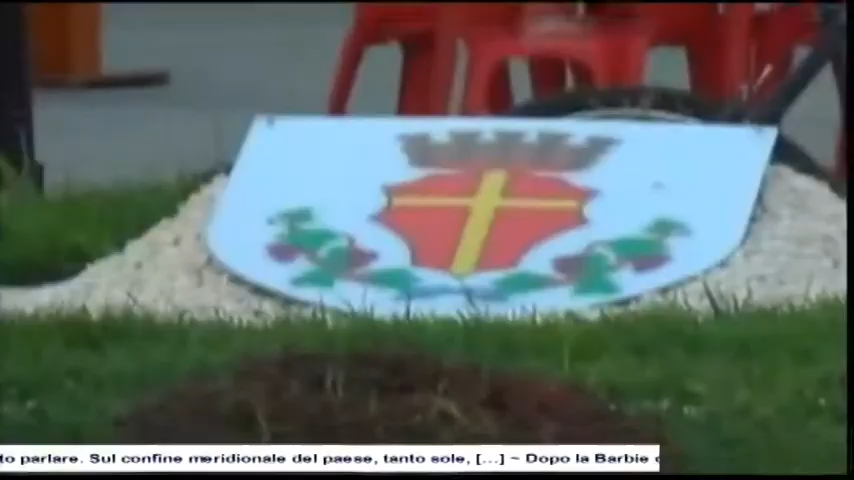 to parlare. Sul confine meridionale del paese, tanto sole, [...] ~ Dopo la Barbie